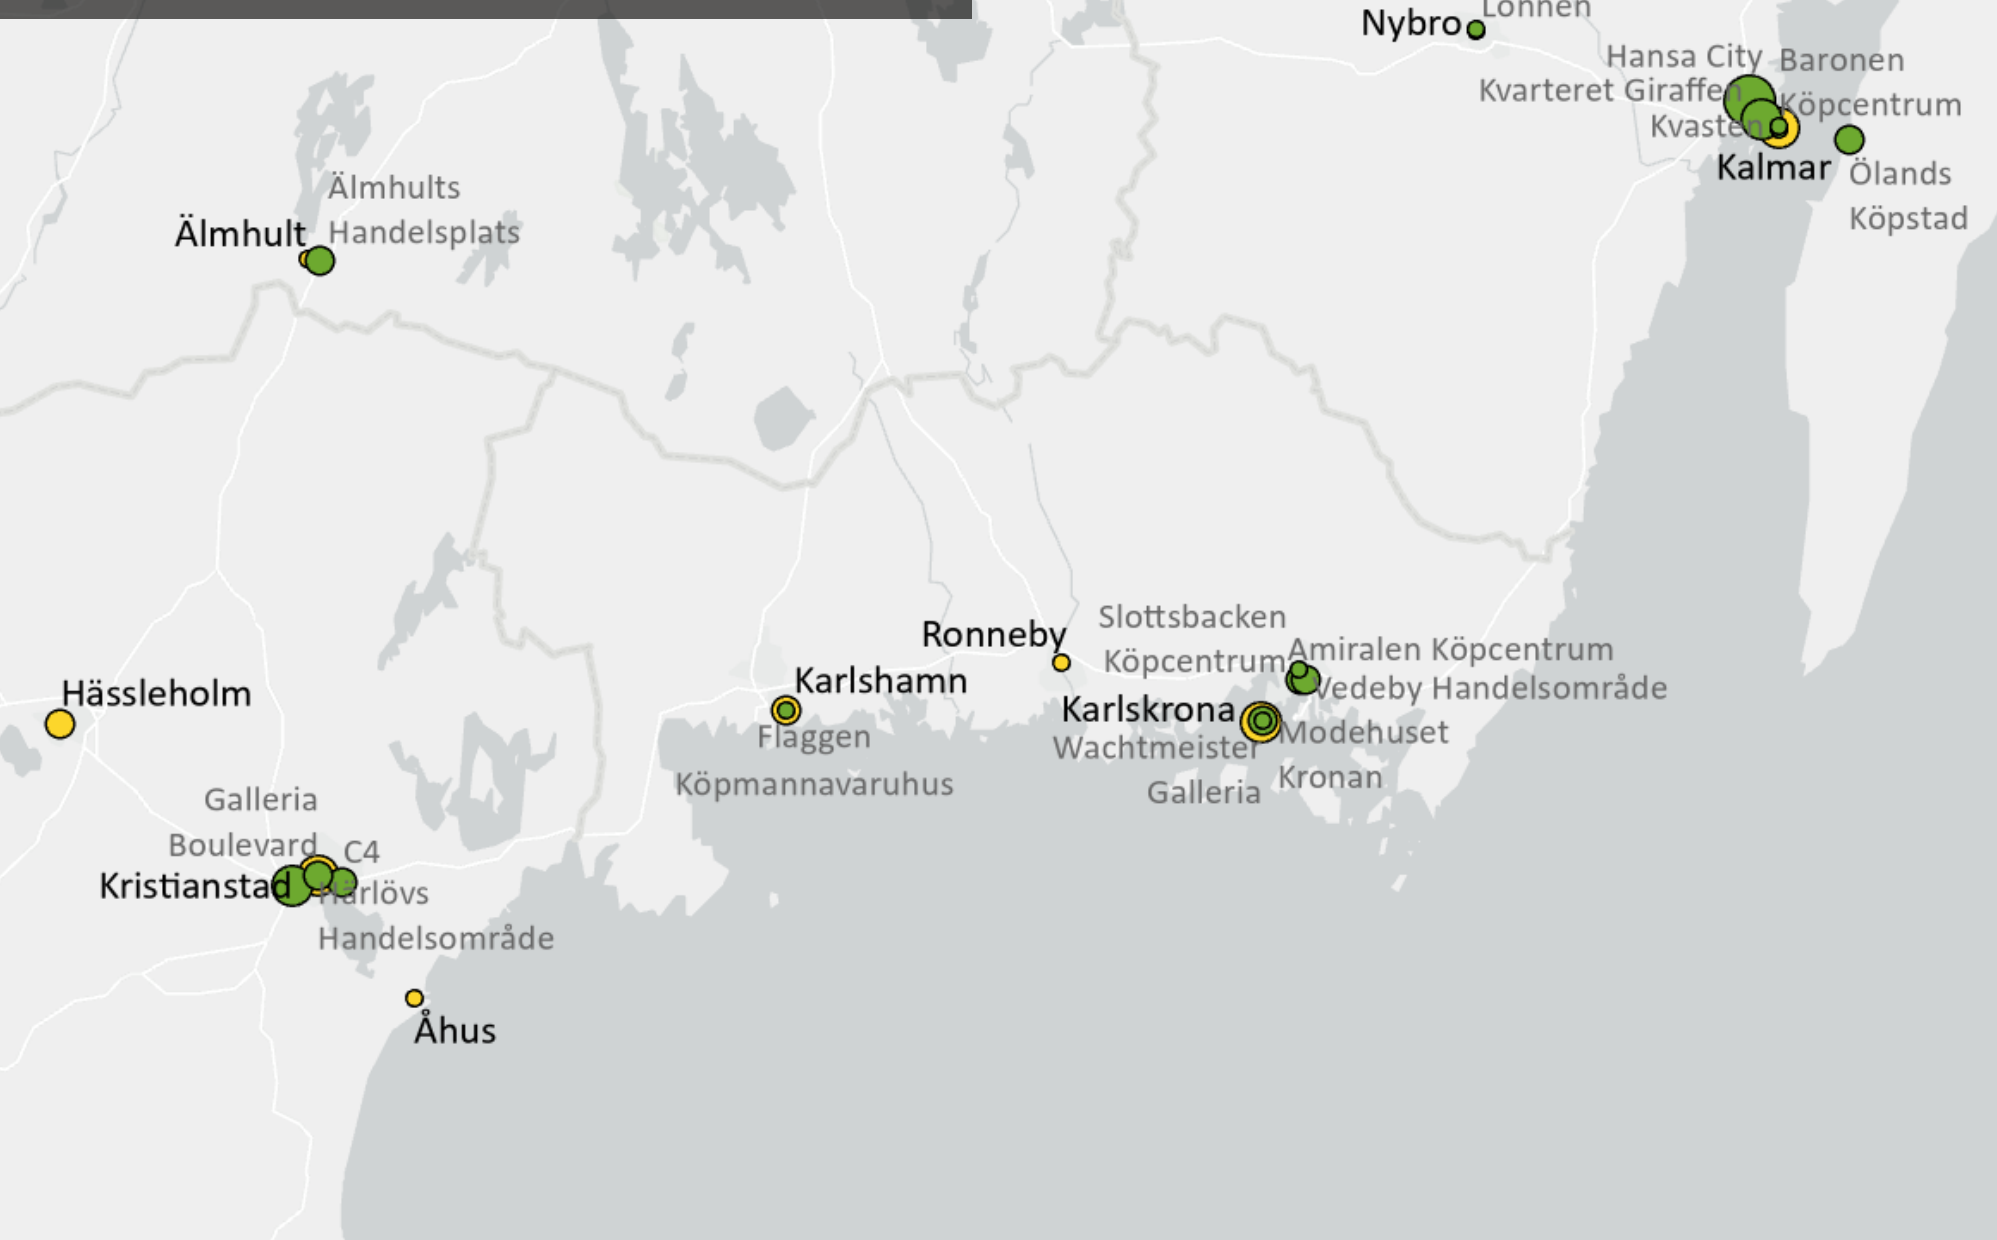 Lönnen
Nybro
Hansa City
Baronen
Köpcentrum
Kvarteret Giraffen
Kvasten
Kalmar
Ölands
Köpstad
Älmhults
Handelsplats
Älmhult
Slottsbacken
Köpcentrum
Ronneby
Amiralen Köpcentrum
Vedeby Handelsområde
Karlshamn
Hässleholm
Karlskrona
Flaggen
Köpmannavaruhus
Wachtmeister
Galleria
Modehuset
Kronan
Galleria
Boulevard
C4
Kristianstad
Härlövs
Handelsområde
Åhus